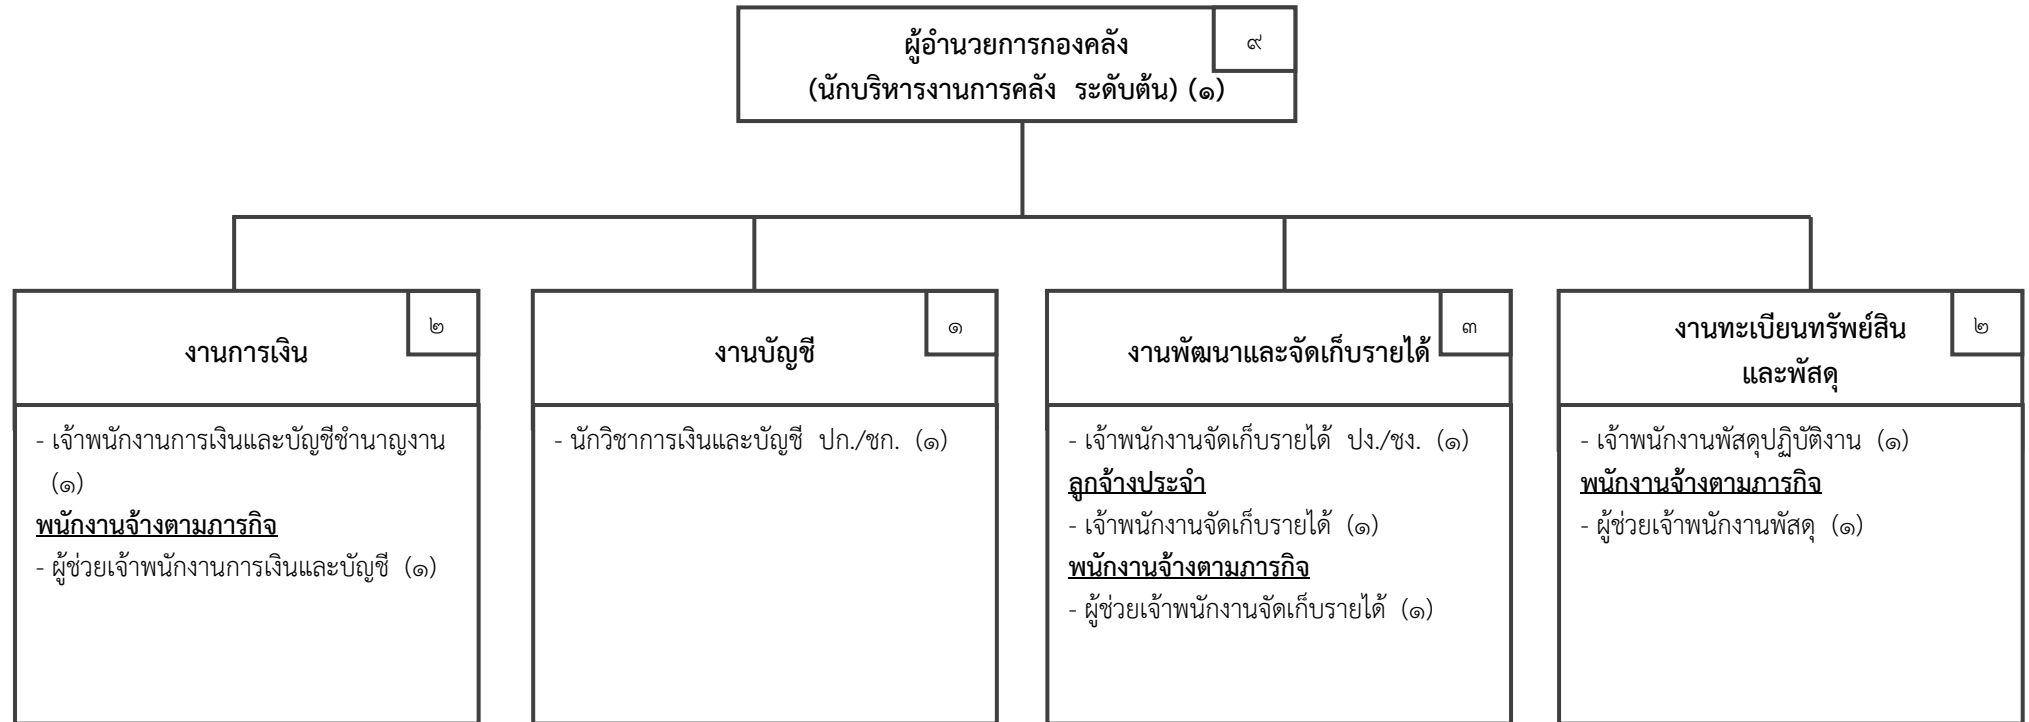 ผู้อำนวยการกองคลัง
๙
(นักบริหารงานการคลัง ระดับต้น) (๑)
งานการเงิน
๒
- เจ้าพนักงานการเงินและบัญชีชำนาญงาน
(๑)
พนักงานจ้างตามภารกิจ
- ผู้ช่วยเจ้าพนักงานการเงินและบัญชี (๑)
งานบัญชี
๑
- นักวิชาการเงินและบัญชี ปก./ชก. (๑)
งานพัฒนาและจัดเก็บรายได้
๓
- เจ้าพนักงานจัดเก็บรายได้ ปง./ชง. (๑)
ลูกจ้างประจำ
- เจ้าพนักงานจัดเก็บรายได้ (๑)
พนักงานจ้างตามภารกิจ
- ผู้ช่วยเจ้าพนักงานจัดเก็บรายได้ (๑)
งานทะเบียนทรัพย์สิน
และพัสดุ
๒
- เจ้าพนักงานพัสดุปฏิบัติงาน (๑)
พนักงานจ้างตามภารกิจ
- ผู้ช่วยเจ้าพนักงานพัสดุ (๑)